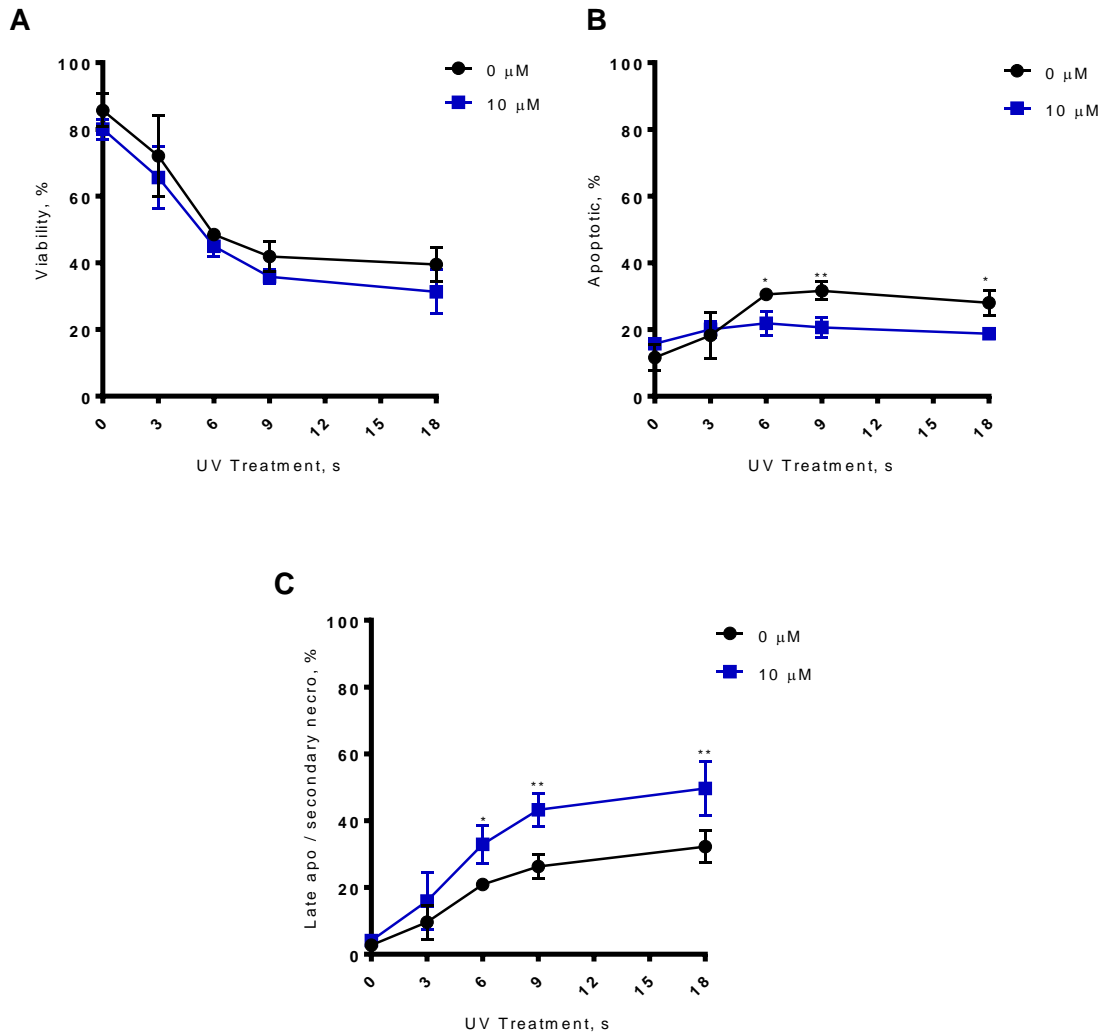 A
100
80
60
40
20
0
Viability, %
0 3 6 9 12 15 18
UV Treatment, s
0 μM
10 μM
B
100
80
60
40
20
0
Apoptotic, %
* ** *
0 3 6 9 12 15 18
UV Treatment, s
0 μM
10 μM
C
100
80
60
40
20
0
Late apo / secondary necro, %
* ** **
0 3 6 9 12 15 18
UV Treatment, s
0 μM
10 μM